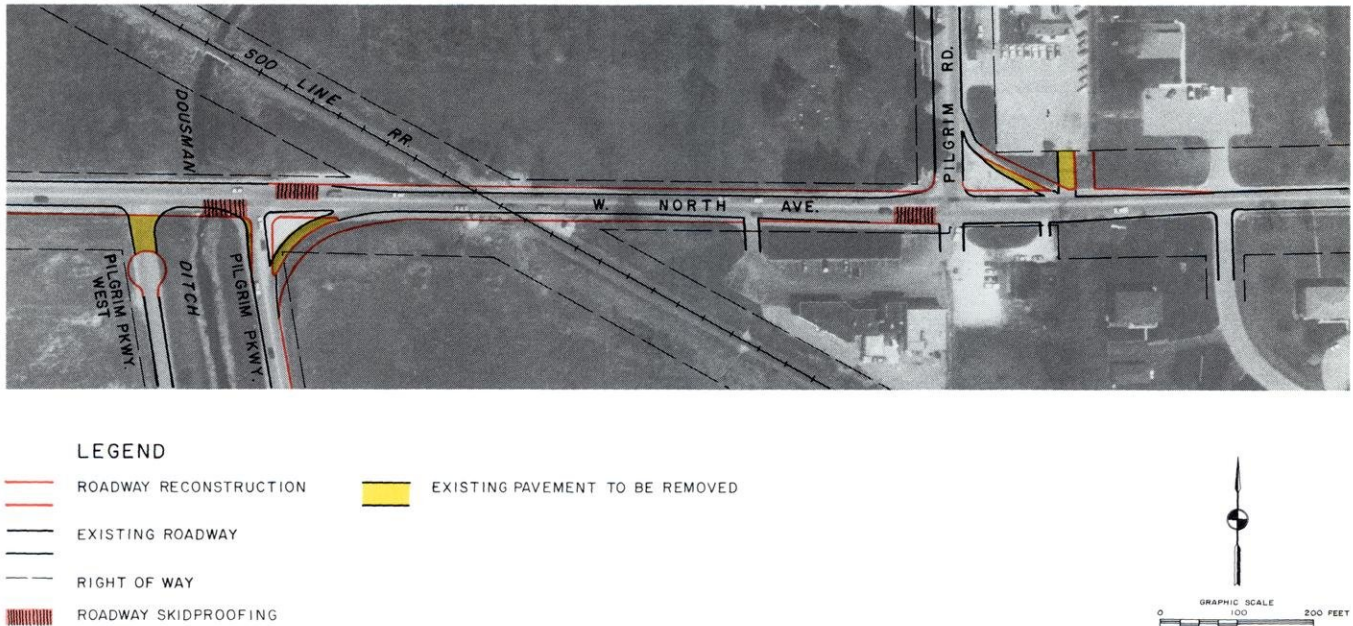 SOO LINE RR.
DOUSMAN
DITCH
PILGRIM RD.
W. NORTH AVE.
PILGRIM PKWY.
WEST
PILGRIM PKWY.
LEGEND
ROADWAY RECONSTRUCTION
EXISTING PAVEMENT TO BE REMOVED
EXISTING ROADWAY
RIGHT OF WAY
ROADWAY SKIDPROOFING
GRAPHIC SCALE
0 100 200 FEET